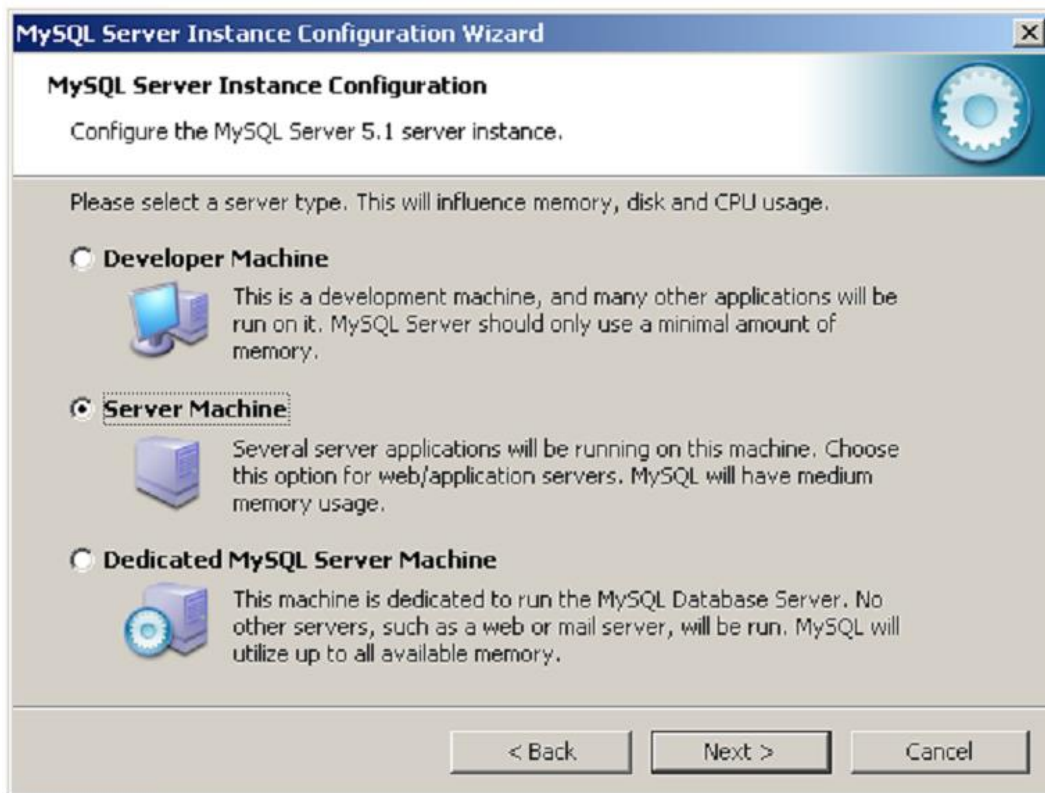 MySQL Server Instance Configuration Wizard
MySQL Server Instance Configuration
Configure the MySQL Server 5.1 server instance.
Please select a server type. This will influence memory, disk and CPU usage.
Developer Machine
This is a development machine, and many other applications will be
run on it. MySQL Server should only use a minimal amount of
memory.
Server Machine
Several server applications will be running on this machine. Choose
this option for web/application servers. MySQL will have medium
memory usage.
Dedicated MySQL Server Machine
This machine is dedicated to run the MySQL Database Server. No
other servers, such as a web or mail server, will be run. MySQL will
utilize up to all available memory.
< Back Next > Cancel